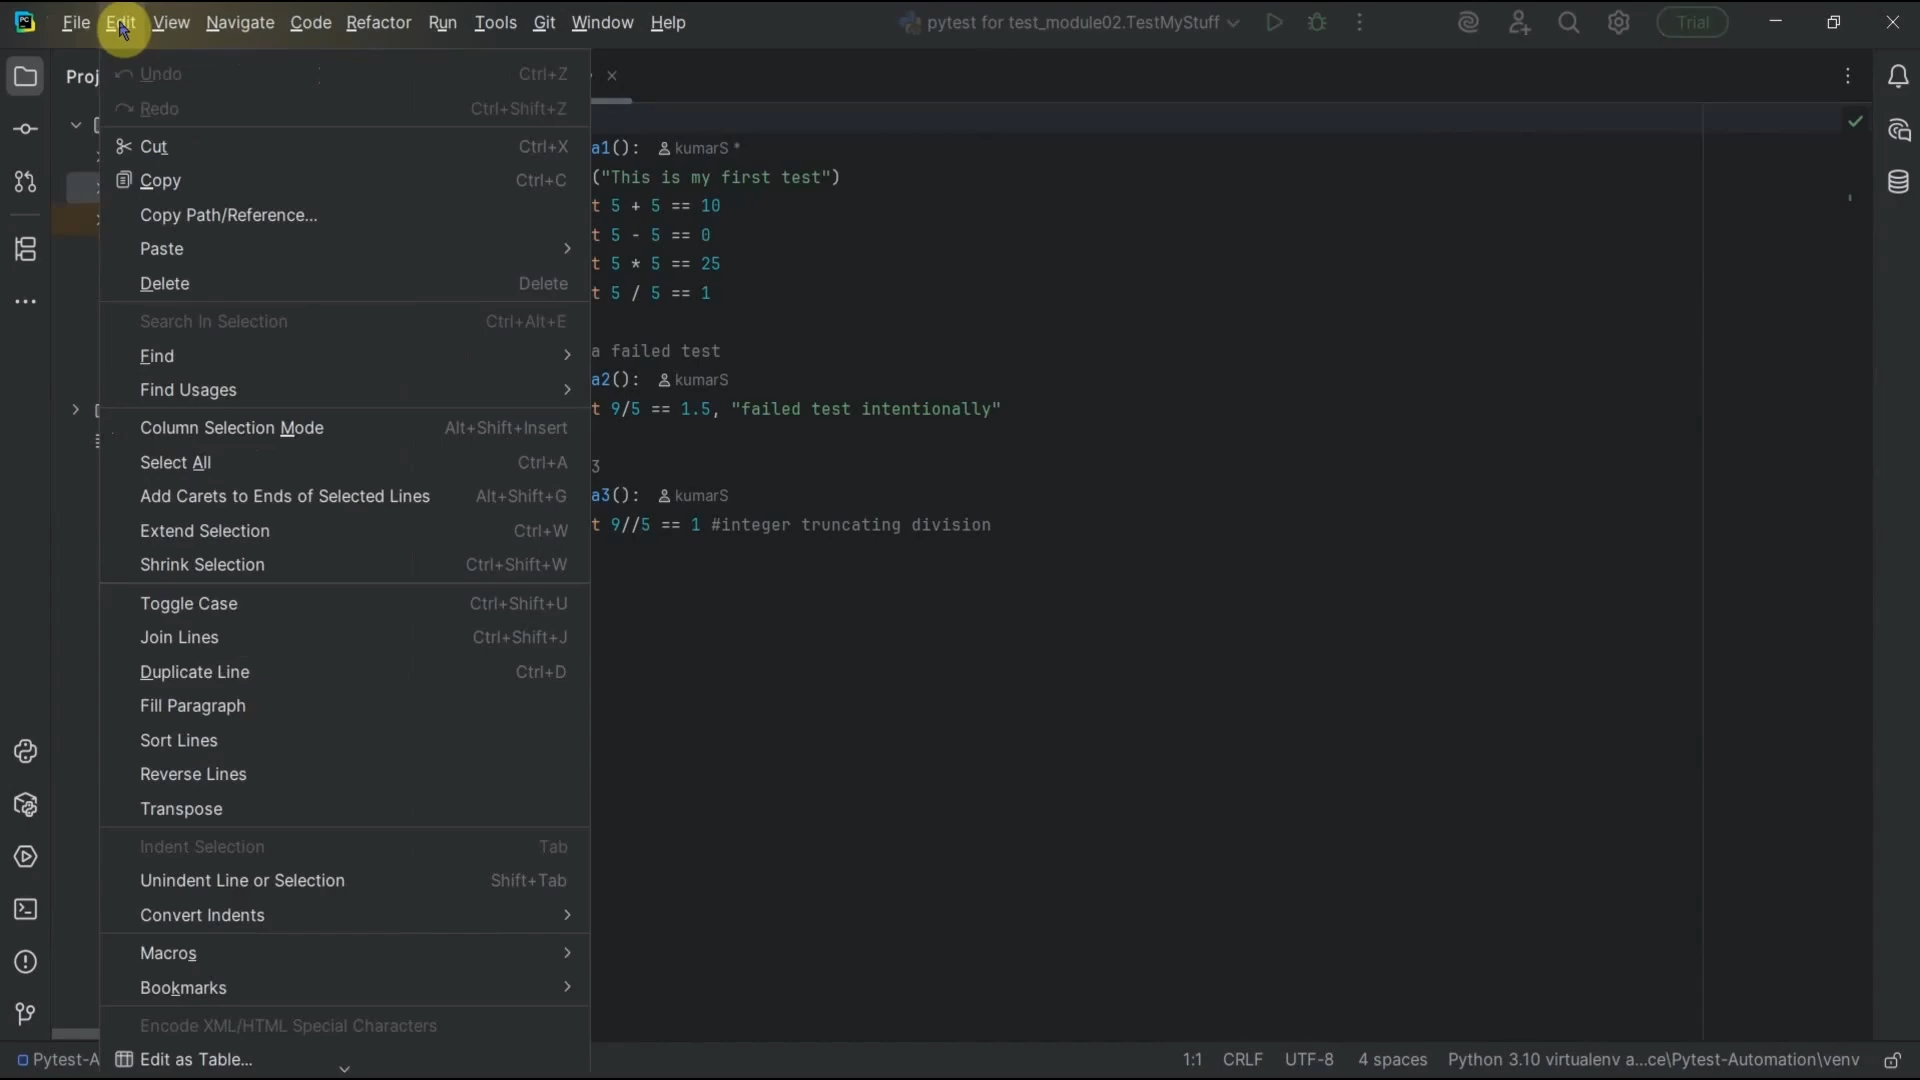 PC File Edit View Navigate Code Refactor Run Tools Git Window Help pytest for test_module02.TestMyStuff Trial
Proj
Undo Ctrl+Z
Redo Ctrl+Shift+Z
Cut Ctrl+X
Copy Ctrl+C
Copy Path/Reference...
Paste
Delete Delete
Search In Selection Ctrl+Alt+E
Find
Find Usages
Column Selection Mode Alt+Shift+Insert
Select All Ctrl+A
Add Carets to Ends of Selected Lines Alt+Shift+G
Extend Selection Ctrl+W
Shrink Selection Ctrl+Shift+W
Toggle Case Ctrl+Shift+U
Join Lines Ctrl+Shift+J
Duplicate Line Ctrl+D
Fill Paragraph
Sort Lines
Reverse Lines
Transpose
Indent Selection Tab
Unindent Line or Selection Shift+Tab
Convert Indents
Macros
Bookmarks
Encode XML/HTML Special Characters
Edit as Table...
a1(): kumarS *
("This is my first test")
t 5 + 5 == 10
t 5 - 5 == 0
t 5 * 5 == 25
t 5 / 5 == 1
a failed test
a2(): kumarS
t 9/5 == 1.5, "failed test intentionally"
3
a3(): kumarS
t 9//5 == 1 #integer truncating division
Pytest-A 1:1 CRLF UTF-8 4 spaces Python 3.10 virtualenv a...ce\Pytest-Automation\venv